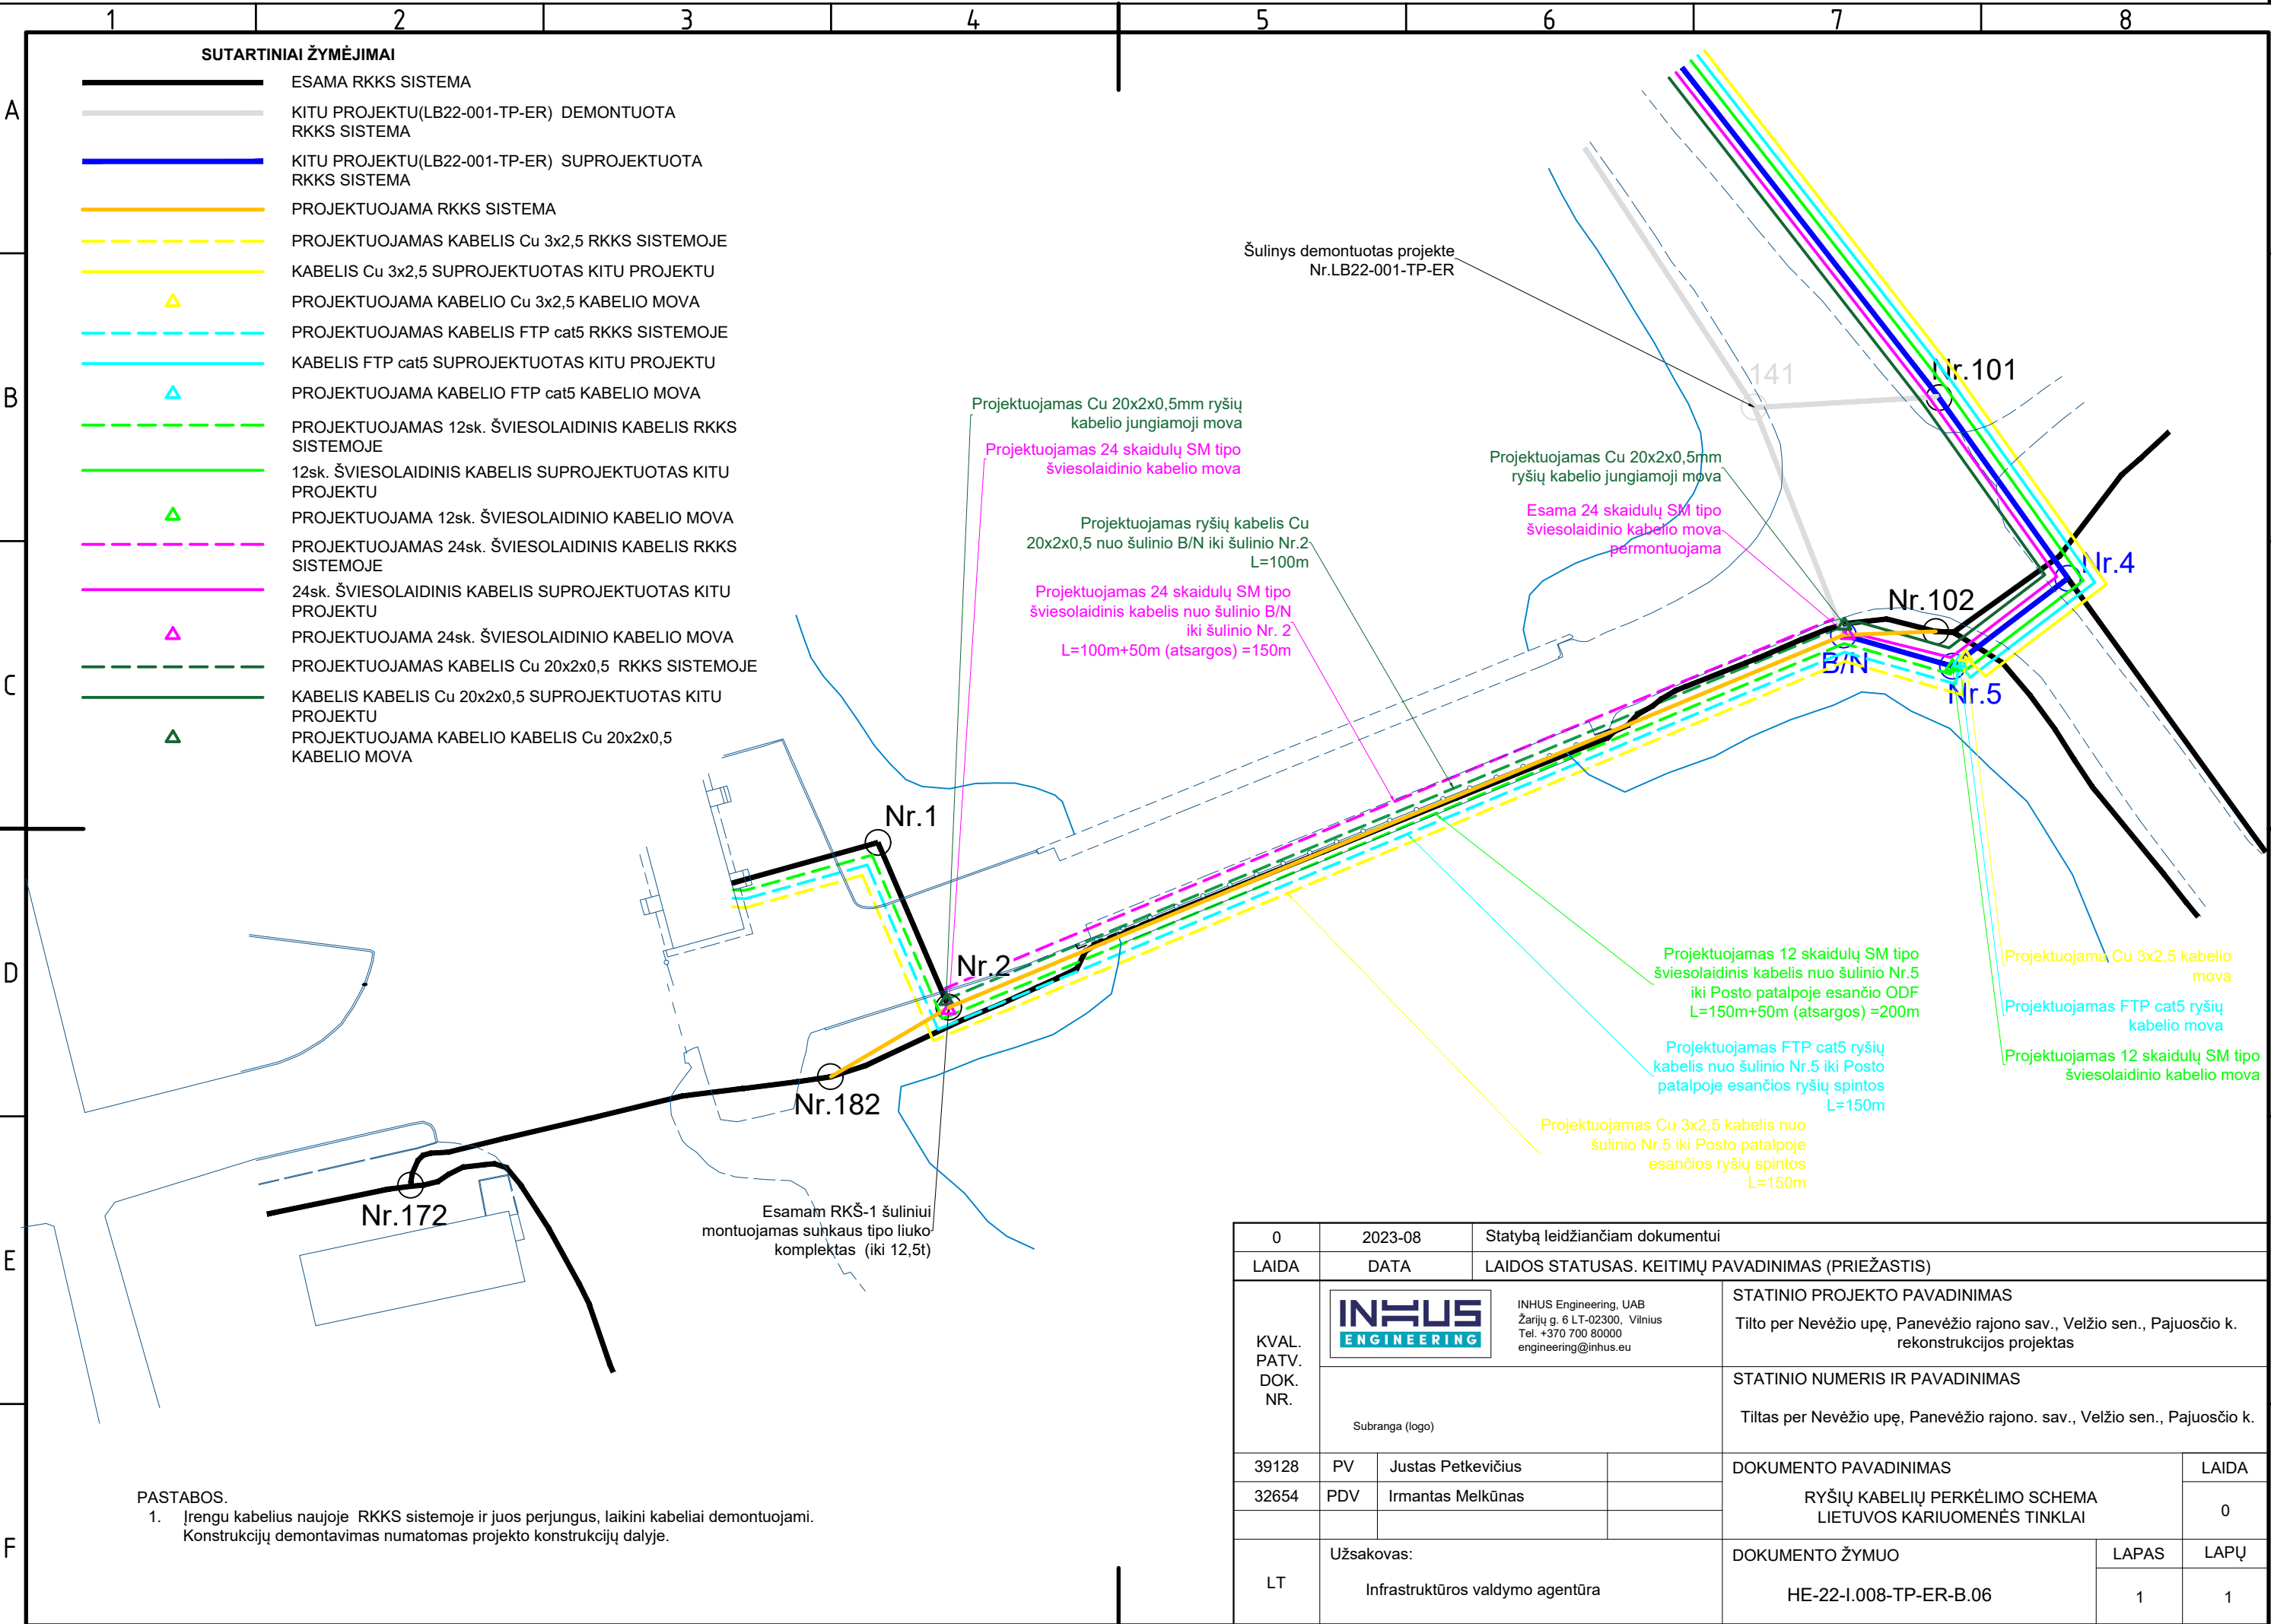 1 2 3 4 5 6 7 8
A
B
C
D
E
F
SUTARTINIAI ŽYMĖJIMAI
ESAMA RKKS SISTEMA
KITU PROJEKTU(LB22-001-TP-ER) DEMONTUOTA
RKKS SISTEMA
KITU PROJEKTU(LB22-001-TP-ER) SUPROJEKTUOTA
RKKS SISTEMA
PROJEKTUOJAMA RKKS SISTEMA
PROJEKTUOJAMAS KABELIS Cu 3x2,5 RKKS SISTEMOJE
KABELIS Cu 3x2,5 SUPROJEKTUOTAS KITU PROJEKTU
PROJEKTUOJAMA KABELIO Cu 3x2,5 KABELIO MOVA
PROJEKTUOJAMAS KABELIS FTP cat5 RKKS SISTEMOJE
KABELIS FTP cat5 SUPROJEKTUOTAS KITU PROJEKTU
PROJEKTUOJAMA KABELIO FTP cat5 KABELIO MOVA
PROJEKTUOJAMAS 12sk. ŠVIESOLAIDINIS KABELIS RKKS
SISTEMOJE
12sk. ŠVIESOLAIDINIS KABELIS SUPROJEKTUOTAS KITU
PROJEKTU
PROJEKTUOJAMA 12sk. ŠVIESOLAIDINIO KABELIO MOVA
PROJEKTUOJAMAS 24sk. ŠVIESOLAIDINIS KABELIS RKKS
SISTEMOJE
24sk. ŠVIESOLAIDINIS KABELIS SUPROJEKTUOTAS KITU
PROJEKTU
PROJEKTUOJAMA 24sk. ŠVIESOLAIDINIO KABELIO MOVA
PROJEKTUOJAMAS KABELIS Cu 20x2x0,5 RKKS SISTEMOJE
KABELIS KABELIS Cu 20x2x0,5 SUPROJEKTUOTAS KITU
PROJEKTU
PROJEKTUOJAMA KABELIO KABELIS Cu 20x2x0,5
KABELIO MOVA
Šulinys demontuotas projekte
Nr.LB22-001-TP-ER
141
Nr.101
Projektuojamas Cu 20x2x0,5mm ryšių
kabelio jungiamoji mova
Projektuojamas 24 skaidulų SM tipo
šviesolaidinio kabelio mova
Projektuojamas ryšių kabelis Cu
20x2x0,5 nuo šulinio B/N iki šulinio Nr.2
L=100m
Projektuojamas 24 skaidulų SM tipo
šviesolaidinis kabelis nuo šulinio B/N
iki šulinio Nr. 2
L=100m+50m (atsargos) =150m
Projektuojamas Cu 20x2x0,5mm
ryšių kabelio jungiamoji mova
Esama 24 skaidulų SM tipo
šviesolaidinio kabelio mova
permontuojama
Nr.4
Nr.102
B/N
Nr.5
Nr.1
Nr.2
Nr.182
Nr.172
Projektuojamas 12 skaidulų SM tipo
šviesolaidinis kabelis nuo šulinio Nr.5
iki Posto patalpoje esančio ODF
L=150m+50m (atsargos) =200m
Projektuojamas FTP cat5 ryšių
kabelis nuo šulinio Nr.5 iki Posto
patalpoje esančios ryšių spintos
L=150m
Projektuojamas Cu 3x2,5 kabelis nuo
šulinio Nr.5 iki Posto patalpoje
esančios ryšių spintos
L=150m
Projektuojama Cu 3x2,5 kabelio
mova
Projektuojamas FTP cat5 ryšių
kabelio mova
Projektuojamas 12 skaidulų SM tipo
šviesolaidinio kabelio mova
Esamam RKŠ-1 šuliniui
montuojamas sunkaus tipo liuko
komplektas (iki 12,5t)
PASTABOS.
1. Įrengu kabelius naujoje RKKS sistemoje ir juos perjungus, laikini kabeliai demontuojami.
Konstrukcijų demontavimas numatomas projekto konstrukcijų dalyje.
0 2023-08 Statybą leidžiančiam dokumentui
LAIDA DATA LAIDOS STATUSAS. KEITIMŲ PAVADINIMAS (PRIEŽASTIS)
KVAL.
PATV.
DOK.
NR.
INHUS
ENGINEERING
INHUS Engineering, UAB
Žarijų g. 6 LT-02300, Vilnius
Tel. +370 700 80000
engineering@inhus.eu
Subranga (logo)
STATINIO PROJEKTO PAVADINIMAS
Tilto per Nevėžio upę, Panevėžio rajono sav., Velžio sen., Pajuosčio k.
rekonstrukcijos projektas
STATINIO NUMERIS IR PAVADINIMAS
Tiltas per Nevėžio upę, Panevėžio rajono. sav., Velžio sen., Pajuosčio k.
39128 PV Justas Petkevičius
32654 PDV Irmantas Melkūnas
DOKUMENTO PAVADINIMAS
RYŠIŲ KABELIŲ PERKĖLIMO SCHEMA
LIETUVOS KARIUOMENĖS TINKLAI
LAIDA
0
LT
Užsakovas:
Infrastruktūros valdymo agentūra
DOKUMENTO ŽYMUO
HE-22-I.008-TP-ER-B.06
LAPAS LAPŲ
1 1